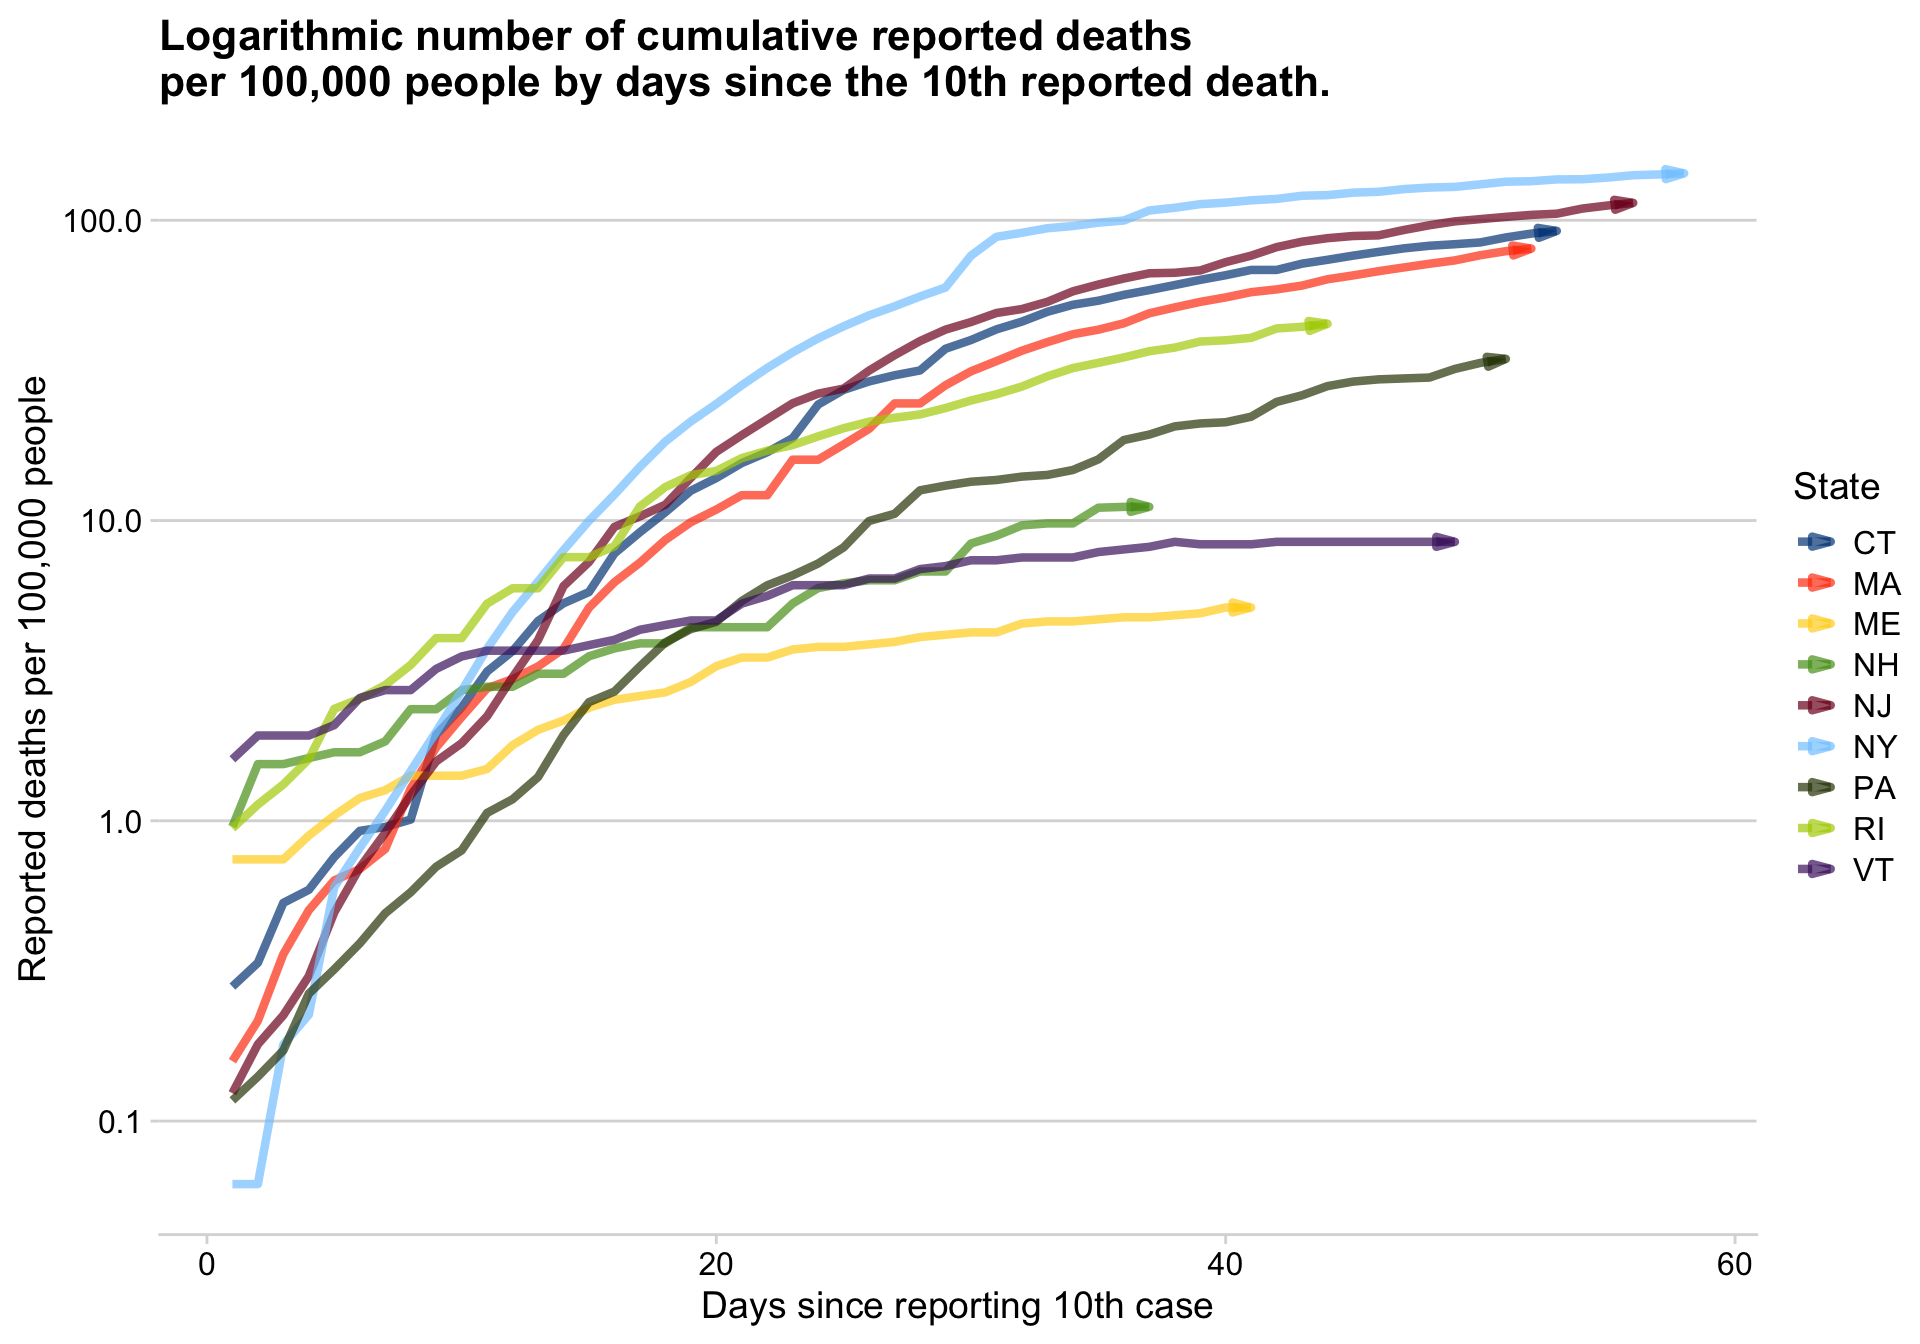 Logarithmic number of cumulative reported deaths
per 100,000 people by days since the 10th reported death.
Reported deaths per 100,000 people
100.0
10.0
1.0
0.1
0
20
40
60
Days since reporting 10th case
State
CT
MA
ME
NH
NJ
NY
PA
RI
VT